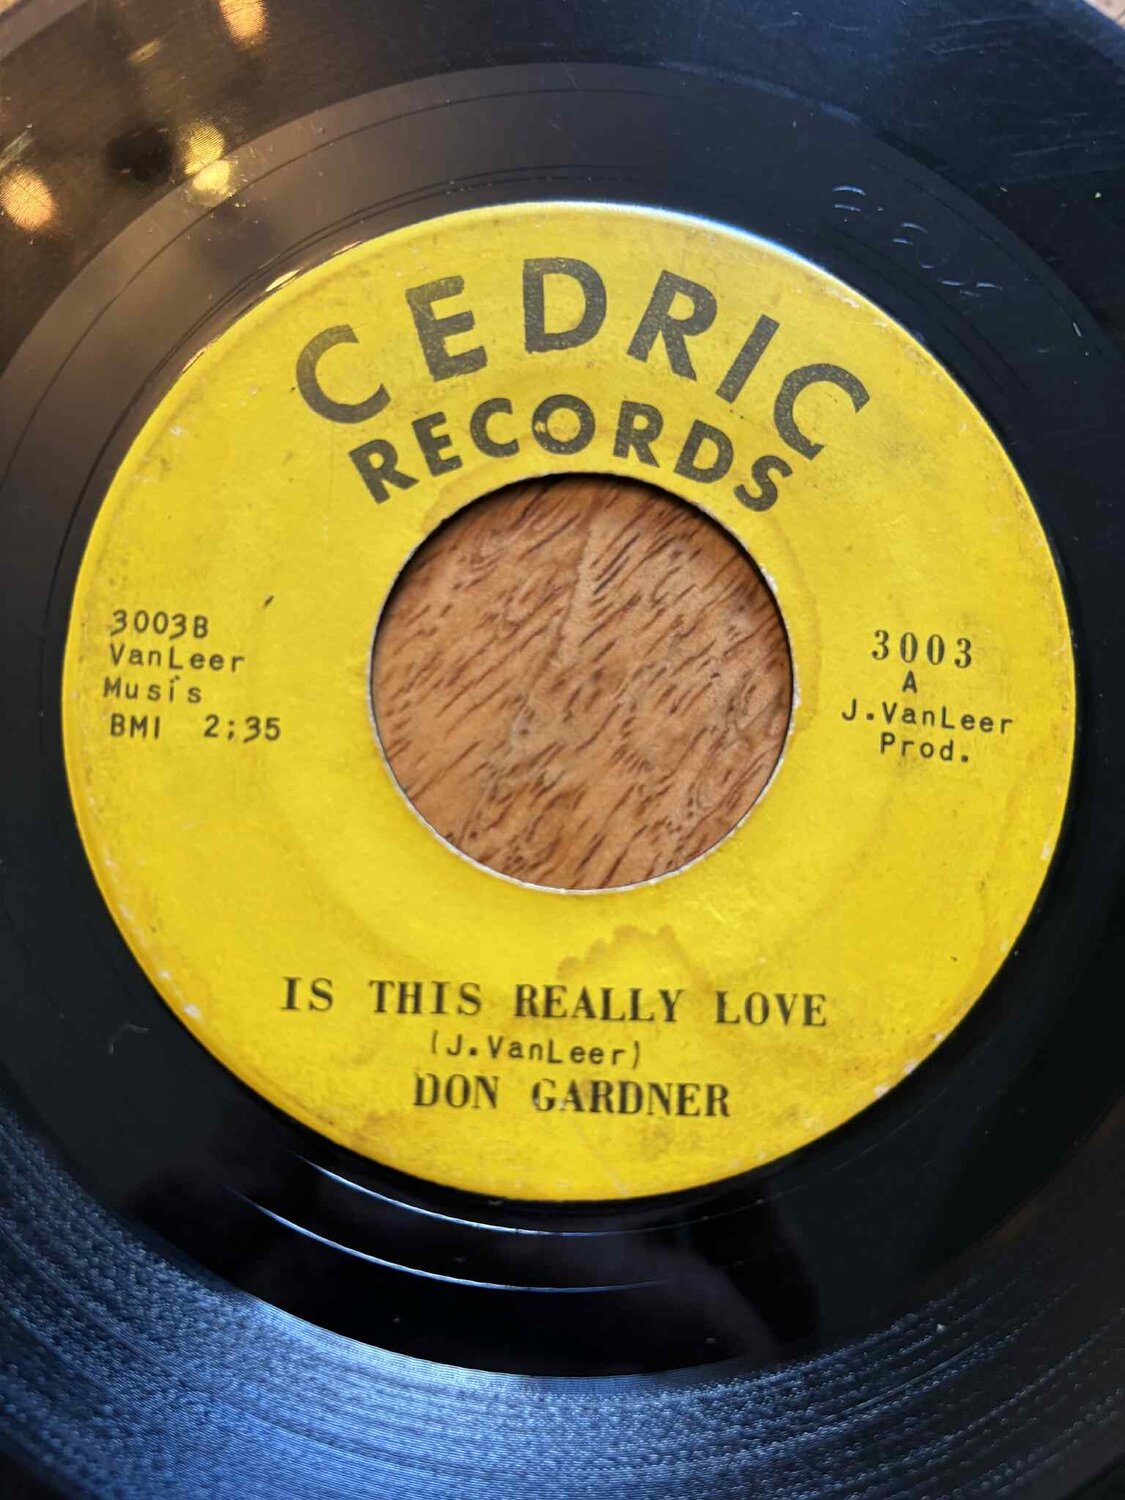 CEDRIC
RECORDS
3003B
VanLeer
Musis
BMI 2;35
3003
A
J.VanLeer
Prod.
IS THIS REALLY LOVE
(J.VanLeer)
DON GARDNER